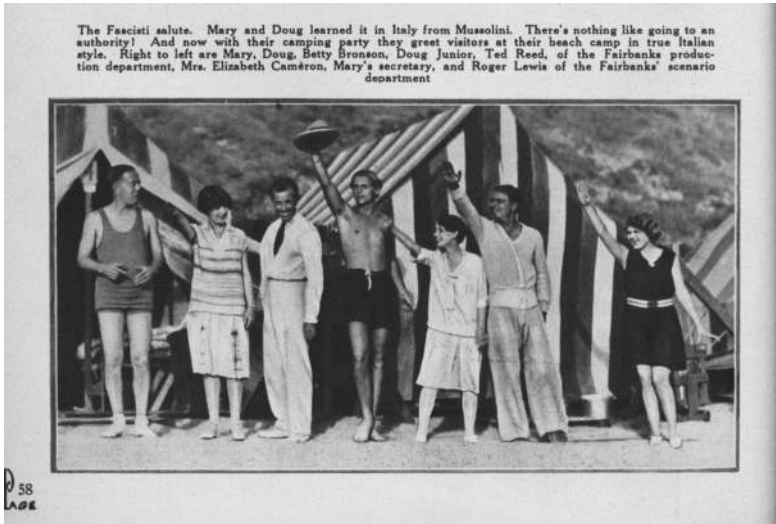 The Fascisti salute. Mary and Doug learned it in Italy from Mussolini. There's nothing like going to an
authority! And now with their camping party they greet visitors at their beach camp in true Italian
style. Right to left are Mary, Doug, Betty Bronson, Doug Junior, Ted Reed, of the Fairbanks produc-
tion department, Mrs. Elizabeth Cameron, Mary's secretary, and Roger Lewis of the Fairbanks' scenario
department
58
AGE